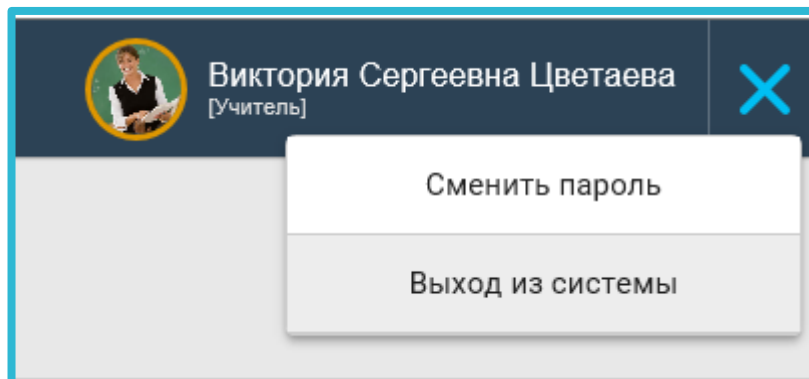 Виктория Сергеевна Цветаева
[Учитель]
Сменить пароль
Выход из системы